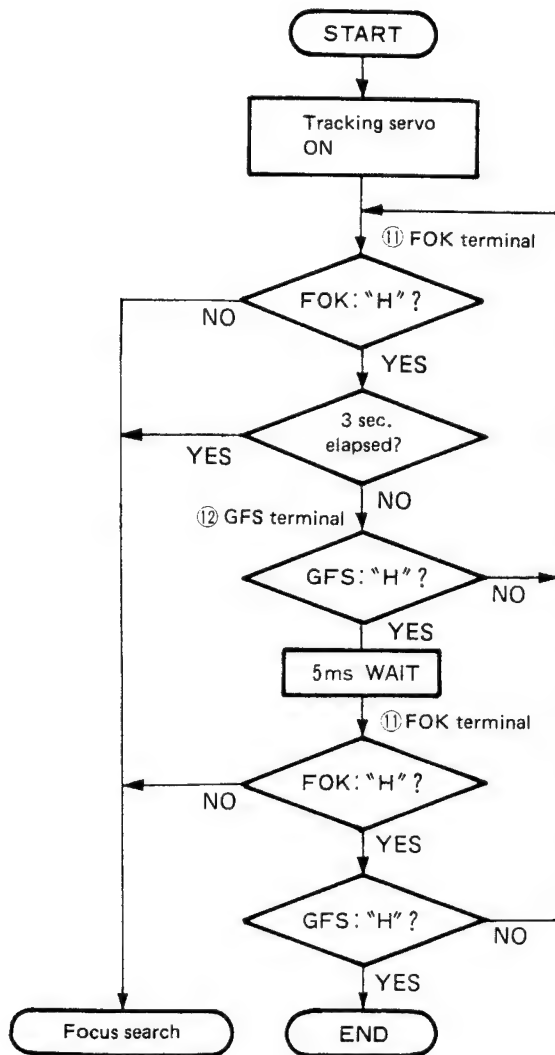 START
Tracking servo
ON
⑪ FOK terminal
FOK: "H" ?
NO
YES
3 sec.
elapsed?
YES
NO
⑫ GFS terminal
GFS: "H" ?
NO
YES
5ms WAIT
⑪ FOK terminal
FOK: "H" ?
NO
YES
GFS: "H" ?
NO
YES
Focus search
END